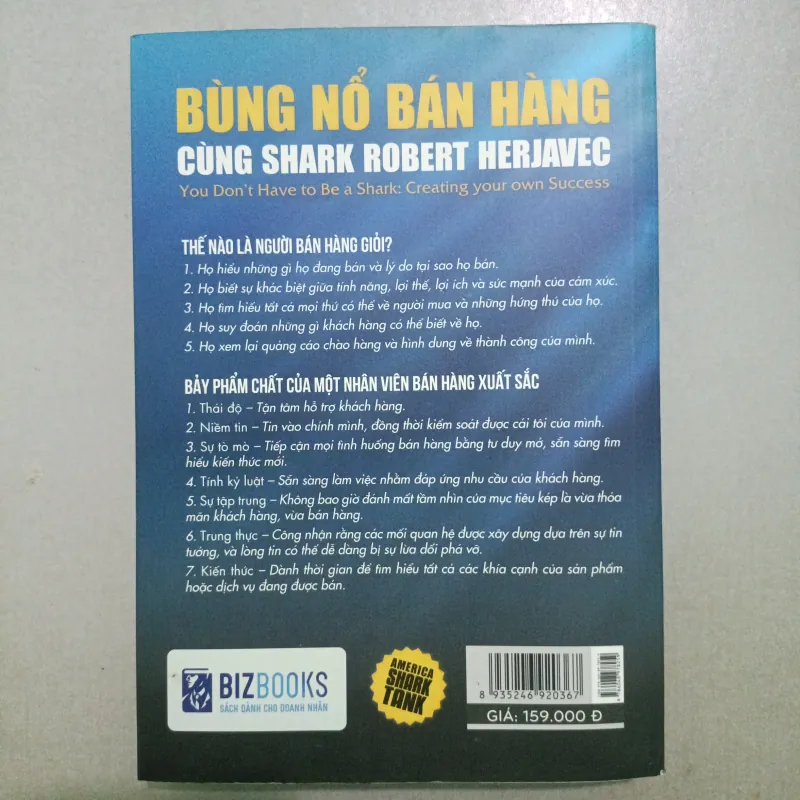 BÙNG NỔ BÁN HÀNG
CÙNG SHARK ROBERT HERJAVEC
You Don't Have to Be a Shark: Creating your own Success
THẾ NÀO LÀ NGƯỜI BÁN HÀNG GIỎI?
1. Họ hiểu những gì họ đang bán và lý do tại sao họ bán.
2. Họ biết sự khác biệt giữa tính năng, lợi thế, lợi ích và sức mạnh của cảm xúc.
3. Họ tìm hiểu tất cả mọi thứ có thể về người mua và những hứng thú của họ.
4. Họ suy đoán những gì khách hàng có thể biết về họ.
5. Họ xem lại quảng cáo chào hàng và hình dung về thành công của mình.
BẢY PHẨM CHẤT CỦA MỘT NHÂN VIÊN BÁN HÀNG XUẤT SẮC
1. Thái độ – Tận tâm hỗ trợ khách hàng.
2. Niềm tin – Tin vào chính mình, đồng thời kiểm soát được cái tôi của mình.
3. Sự tò mò – Tiếp cận mọi tình huống bán hàng bằng tư duy mở, sẵn sàng tìm
hiểu kiến thức mới.
4. Tính kỷ luật – Sẵn sàng làm việc nhằm đáp ứng nhu cầu của khách hàng.
5. Sự tập trung – Không bao giờ đánh mất tầm nhìn của mục tiêu kép là vừa thỏa
mãn khách hàng, vừa bán hàng.
6. Trung thực – Công nhận rằng các mối quan hệ được xây dựng dựa trên sự tin
tưởng, và lòng tin có thể dễ dàng bị sự lừa dối phá vỡ.
7. Kiến thức – Dành thời gian để tìm hiểu tất cả các khía cạnh của sản phẩm
hoặc dịch vụ đang được bán.
BIZBOOKS
SÁCH DÀNH CHO DOANH NHÂN
AMERICA
SHARK
TANK
8 935246 920367
GIÁ: 159.000 Đ